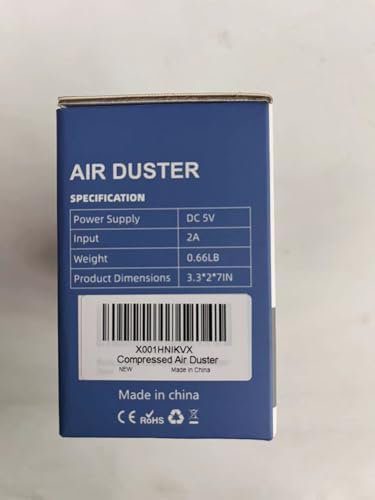 AIR DUSTER
SPECIFICATION
Power Supply DC 5V
Input 2A
Weight 0.66LB
Product Dimensions 3.3*2*7IN
X001HNIKVX
Compressed Air Duster
NEW Made in China
Made in china
CE RoHS